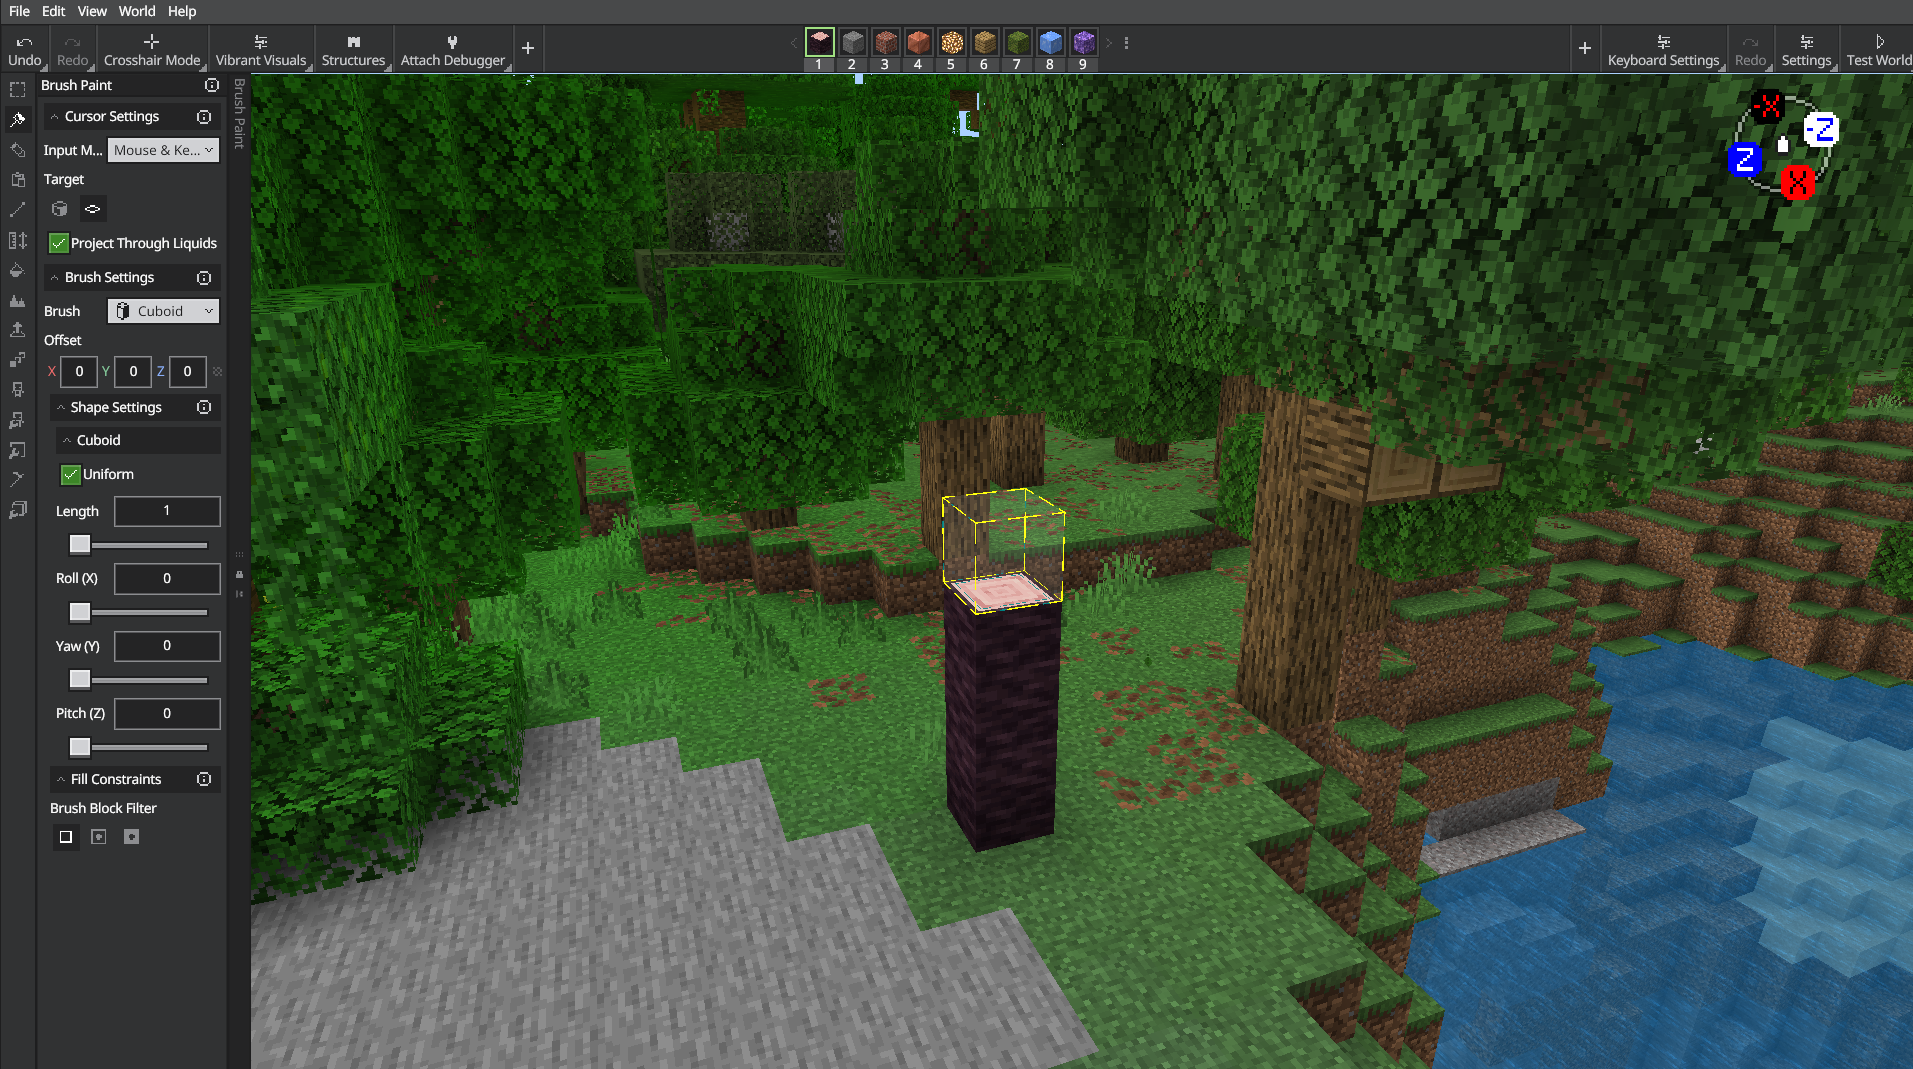 File Edit View World Help
Undo Redo Crosshair Mode Vibrant Visuals Structures Attach Debugger
1 2 3 4 5 6 7 8 9
Keyboard Settings Redo Settings Test World
Brush Paint
Brush Paint
Cursor Settings
Input M... Mouse & Ke...
Target
Project Through Liquids
Brush Settings
Brush Cuboid
Offset
X 0 Y 0 Z 0
Shape Settings
Cuboid
Uniform
Length 1
Roll (X) 0
Yaw (Y) 0
Pitch (Z) 0
Fill Constraints
Brush Block Filter
-X
-Z
Z
X